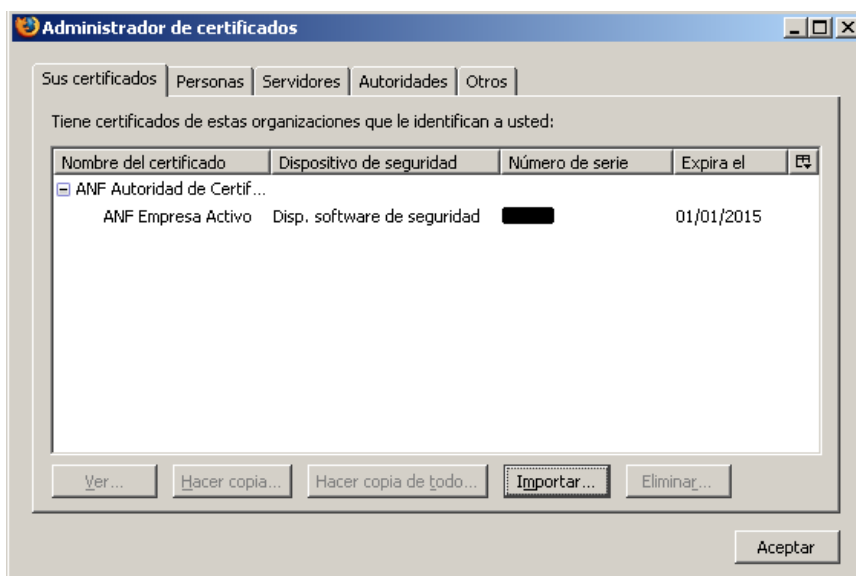 Administrador de certificados
Sus certificados Personas Servidores Autoridades Otros
Tiene certificados de estas organizaciones que le identifican a usted:
Nombre del certificado Dispositivo de seguridad Número de serie Expira el
ANF Autoridad de Certif...
ANF Empresa Activo Disp. software de seguridad 01/01/2015
Ver... Hacer copia... Hacer copia de todo... Importar... Eliminar...
Aceptar